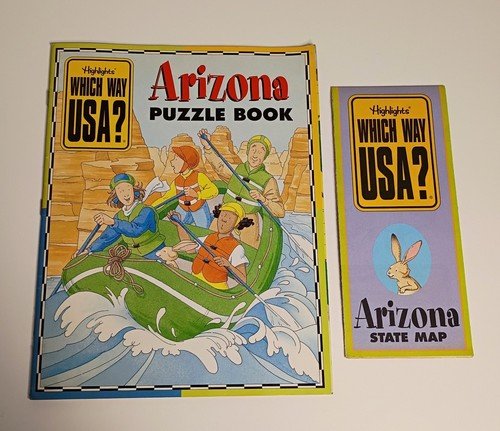 Highlights
WHICH WAY
USA?
Arizona
PUZZLE BOOK
Highlights
WHICH WAY
USA?
Arizona
STATE MAP